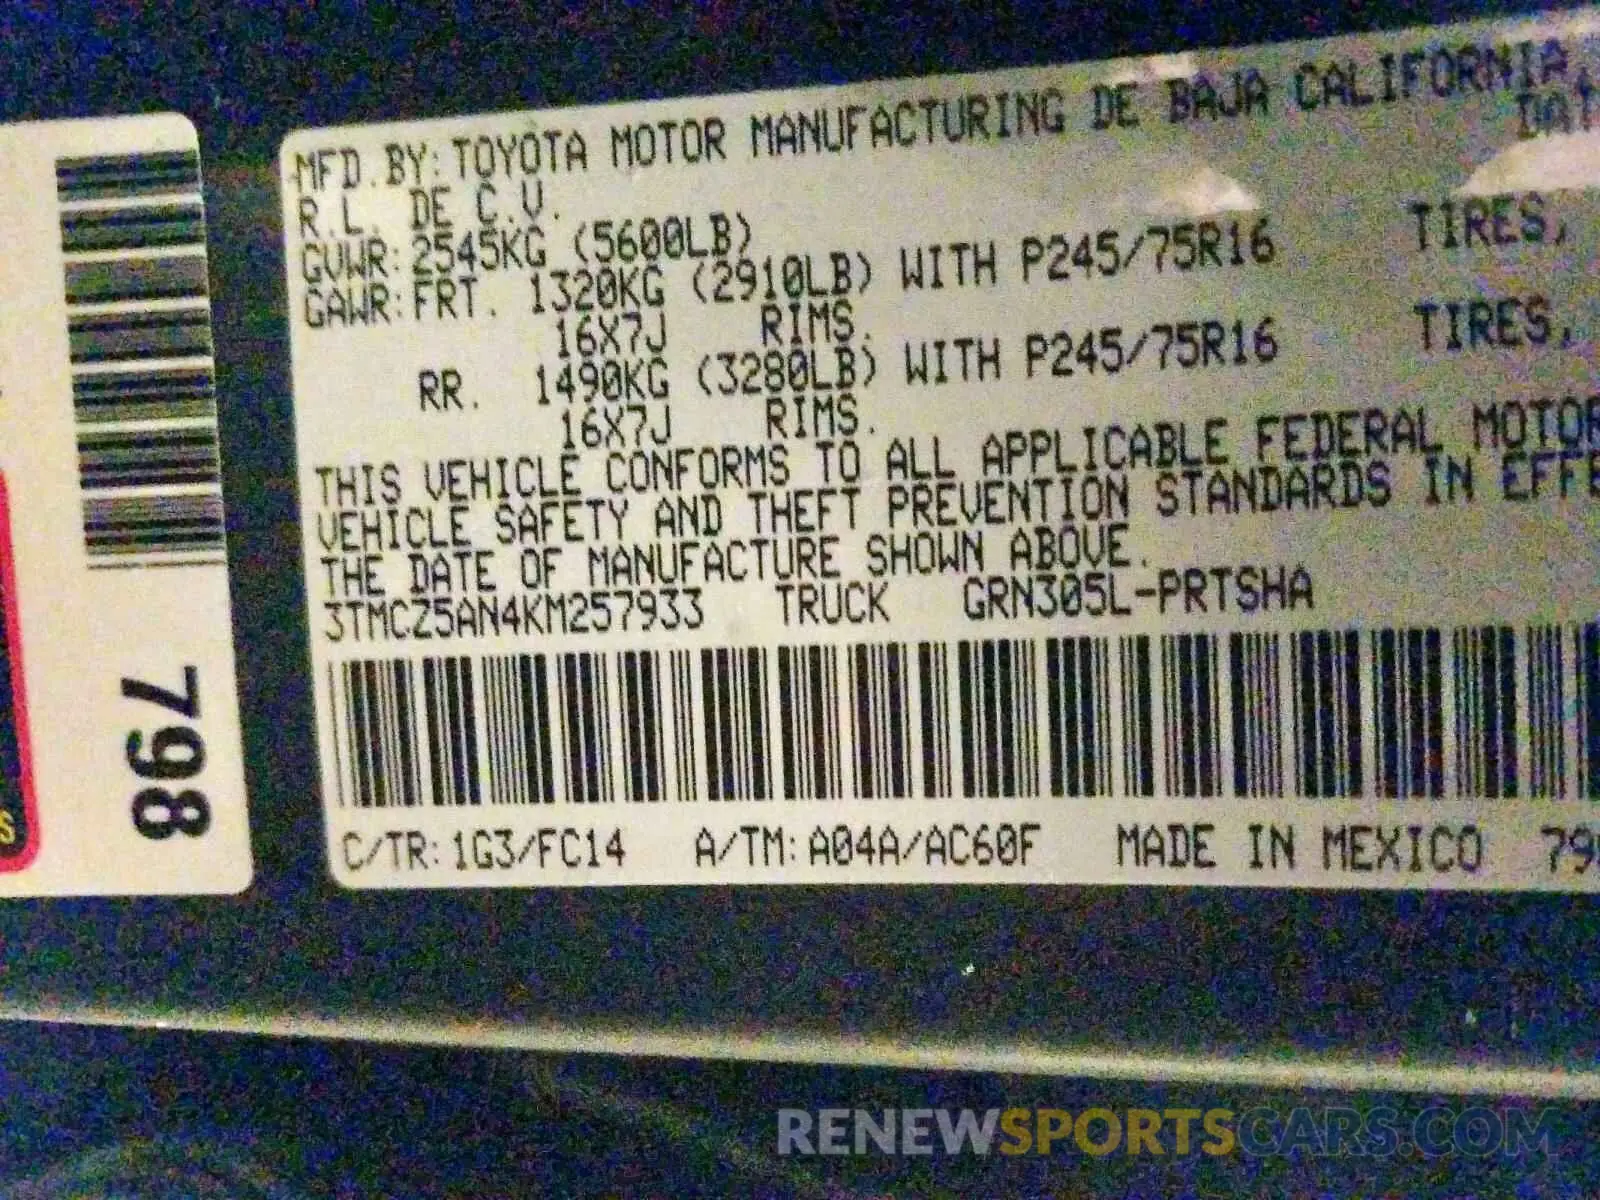 MFD.BY: TOYOTA MOTOR MANUFACTURING DE BAJA CALIFORNIA,
R.L. DE C.V.
GVWR: 2545KG (5600LB)
GAWR: FRT. 1320KG (2910LB) WITH P245/75R16 TIRES,
16X7J RIMS.
RR. 1490KG (3280LB) WITH P245/75R16 TIRES,
16X7J RIMS.
THIS VEHICLE CONFORMS TO ALL APPLICABLE FEDERAL MOTOR
VEHICLE SAFETY AND THEFT PREVENTION STANDARDS IN
THE DATE OF MANUFACTURE SHOWN ABOVE.
3TMCZ5AN4KM257933 TRUCK GRN305L-PRTSHA
C/TR: 1G3/FC14 A/TM: A04A/AC60F MADE IN MEXICO
798
S
RENEWSPORTSCARS.COM